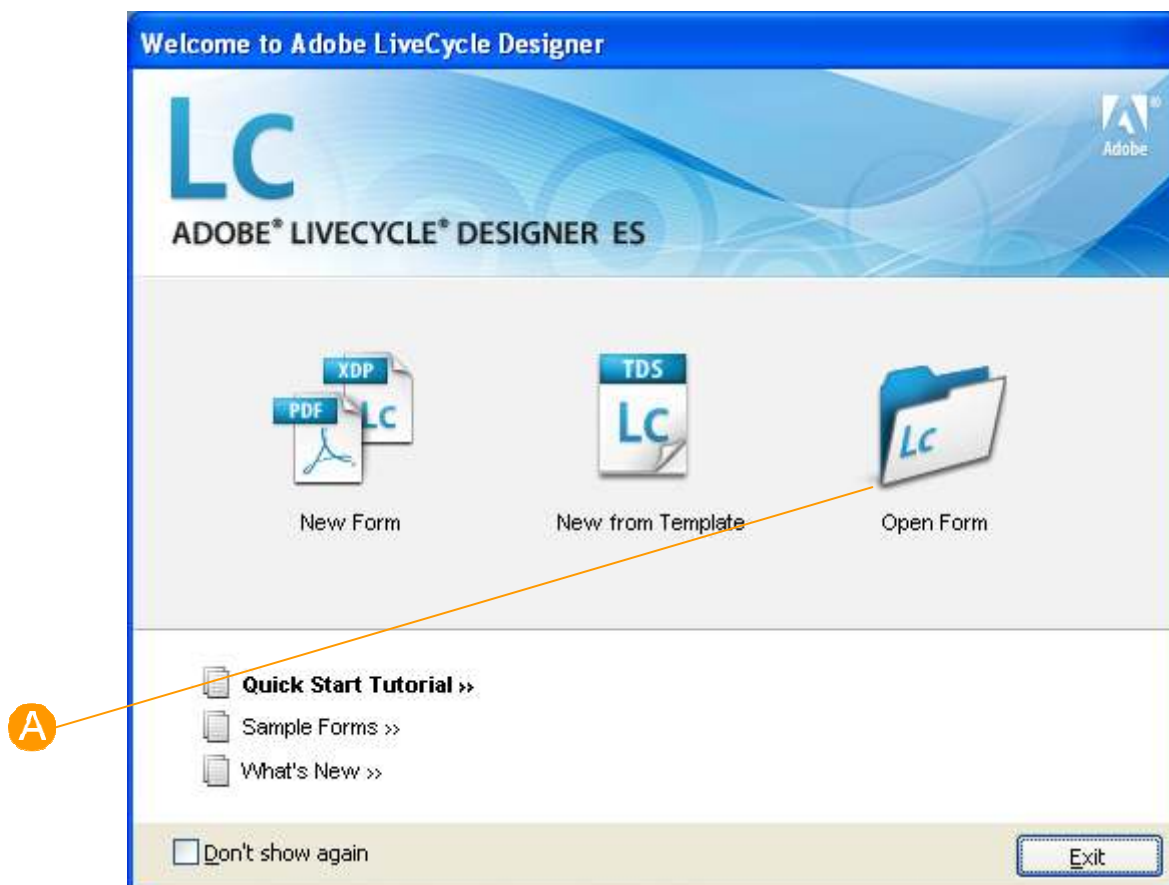 Welcome to Adobe LiveCycle Designer
Lc
Adobe®
ADOBE® LIVECYCLE® DESIGNER ES
XDP
PDF
Lc
TDS
Lc
Lc
New Form
New from Template
Open Form
Quick Start Tutorial »
A
Sample Forms »
What's New »
Don't show again
Exit